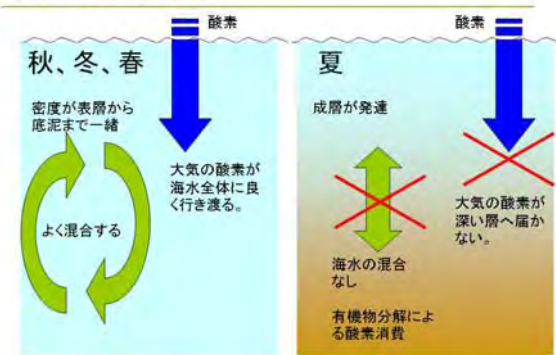 酸素
秋、冬、春
密度が表層から
底泥まで一緒
大気の酸素が
海水全体に良
く行き渡る。
よく混合する
酸素
夏
成層が発達
大気の酸素が
深い層へ届か
ない。
海水の混合
なし
有機物分解によ
る酸素消費